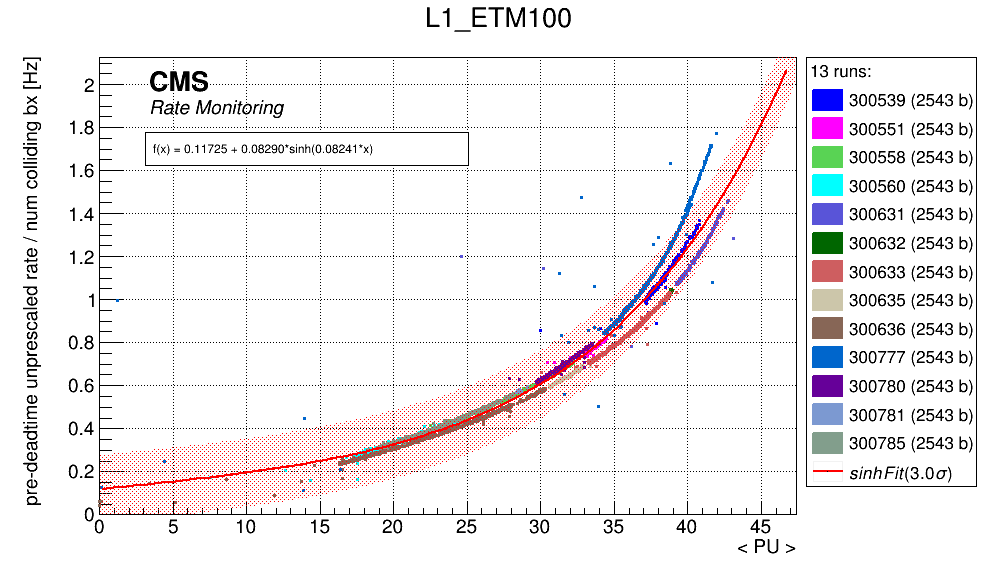 L1_ETM100
pre-deadtime unprescaled rate / num colliding bx [Hz]
CMS
Rate Monitoring
f(x) = 0.11725 + 0.08290*sinh(0.08241*x)
2
1.8
1.6
1.4
1.2
1
0.8
0.6
0.4
0.2
0
0 5 10 15 20 25 30 35 40 45
< PU >
13 runs:
300539 (2543 b)
300551 (2543 b)
300558 (2543 b)
300560 (2543 b)
300631 (2543 b)
300632 (2543 b)
300633 (2543 b)
300635 (2543 b)
300636 (2543 b)
300777 (2543 b)
300780 (2543 b)
300781 (2543 b)
300785 (2543 b)
sinhFit(3.0σ)